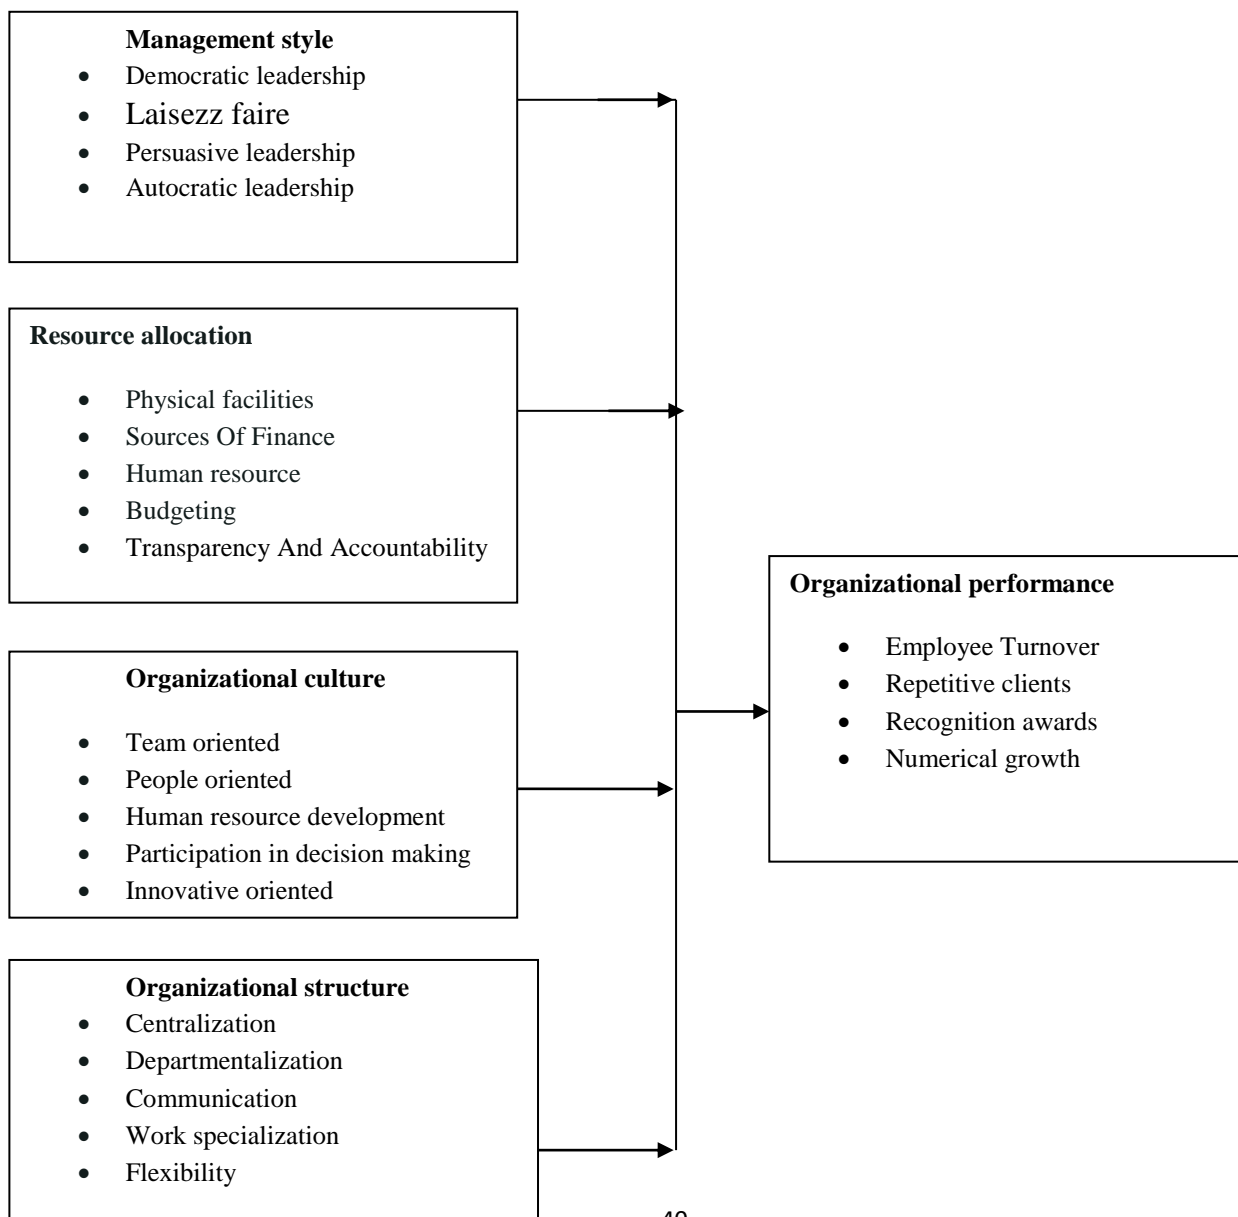 Management style
• Democratic leadership
• Laisezz faire
• Persuasive leadership
• Autocratic leadership
Resource allocation
• Physical facilities
• Sources Of Finance
• Human resource
• Budgeting
• Transparency And Accountability
Organizational culture
• Team oriented
• People oriented
• Human resource development
• Participation in decision making
• Innovative oriented
Organizational structure
• Centralization
• Departmentalization
• Communication
• Work specialization
• Flexibility
Organizational performance
• Employee Turnover
• Repetitive clients
• Recognition awards
• Numerical growth